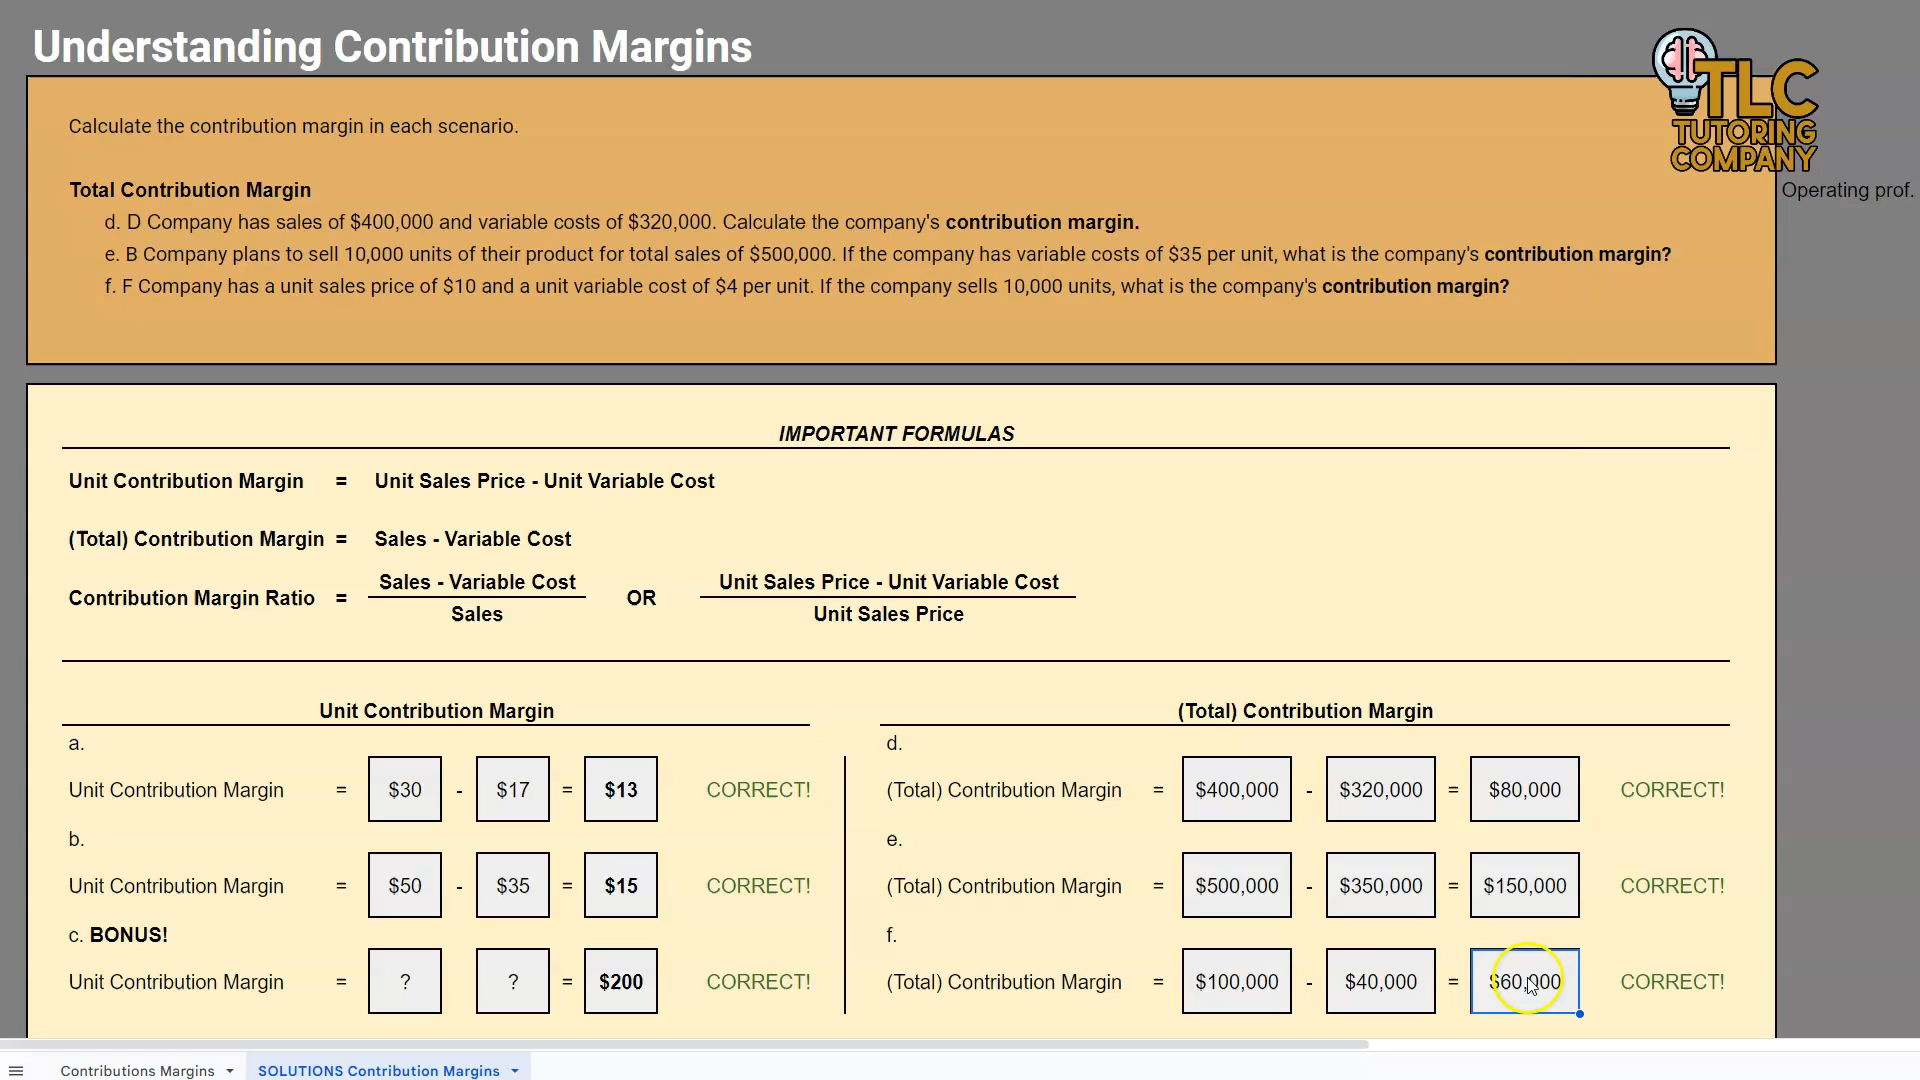 Understanding Contribution Margins
TLC
TUTORING
COMPANY
Calculate the contribution margin in each scenario.
Total Contribution Margin
Operating prof.
d. D Company has sales of $400,000 and variable costs of $320,000. Calculate the company's contribution margin.
e. B Company plans to sell 10,000 units of their product for total sales of $500,000. If the company has variable costs of $35 per unit, what is the company's contribution margin?
f. F Company has a unit sales price of $10 and a unit variable cost of $4 per unit. If the company sells 10,000 units, what is the company's contribution margin?
IMPORTANT FORMULAS
Unit Contribution Margin = Unit Sales Price - Unit Variable Cost
(Total) Contribution Margin = Sales - Variable Cost
Contribution Margin Ratio = Sales - Variable Cost OR Unit Sales Price - Unit Variable Cost
Sales Unit Sales Price
Unit Contribution Margin
a.
Unit Contribution Margin = $30 - $17 = $13 CORRECT!
b.
Unit Contribution Margin = $50 - $35 = $15 CORRECT!
c. BONUS!
Unit Contribution Margin = ? ? = $200 CORRECT!
(Total) Contribution Margin
d.
(Total) Contribution Margin = $400,000 - $320,000 = $80,000 CORRECT!
e.
(Total) Contribution Margin = $500,000 - $350,000 = $150,000 CORRECT!
f.
(Total) Contribution Margin = $100,000 - $40,000 = $60,000 CORRECT!
Contributions Margins
SOLUTIONS Contribution Margins